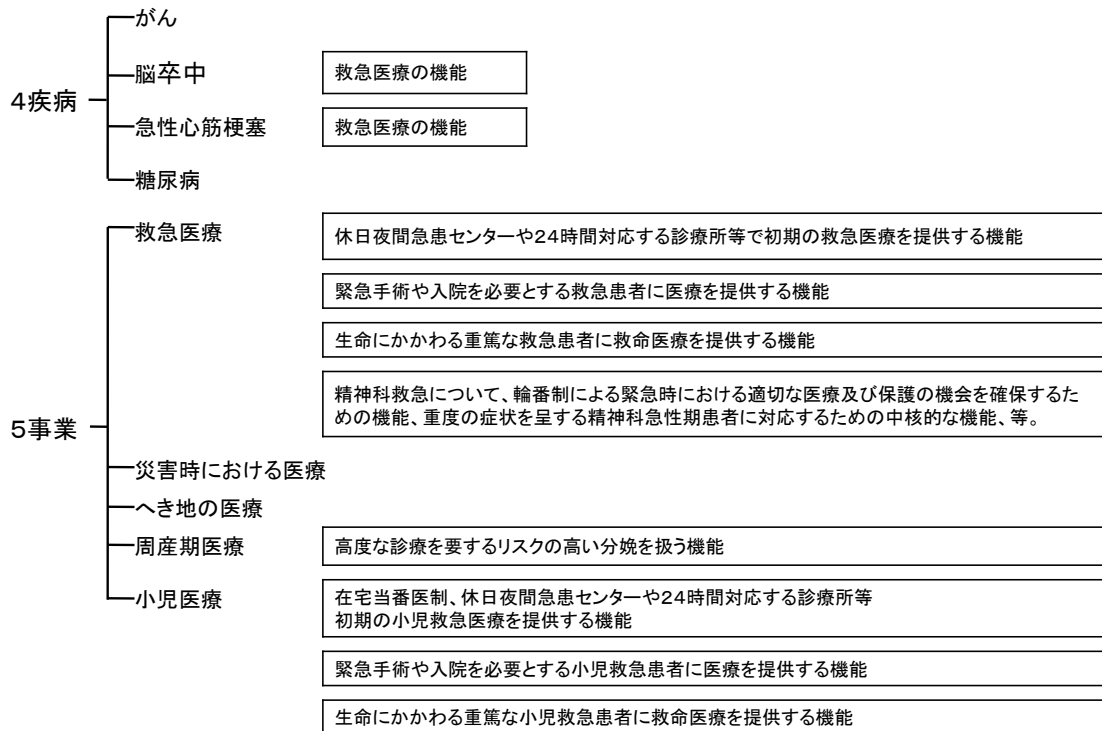 4疾病
がん
脳卒中
救急医療の機能
急性心筋梗塞
救急医療の機能
糖尿病
5事業
救急医療
休日夜間急患センターや24時間対応する診療所等で初期の救急医療を提供する機能
緊急手術や入院を必要とする救急患者に医療を提供する機能
生命にかかわる重篤な救急患者に救命医療を提供する機能
精神科救急について、輪番制による緊急時における適切な医療及び保護の機会を確保するた
めの機能、重度の症状を呈する精神科急性期患者に対応するための中核的な機能、等。
災害時における医療
へき地の医療
周産期医療
高度な診療を要するリスクの高い分娩を扱う機能
小児医療
在宅当番医制、休日夜間急患センターや24時間対応する診療所等
初期の小児救急医療を提供する機能
緊急手術や入院を必要とする小児救急患者に医療を提供する機能
生命にかかわる重篤な小児救急患者に救命医療を提供する機能